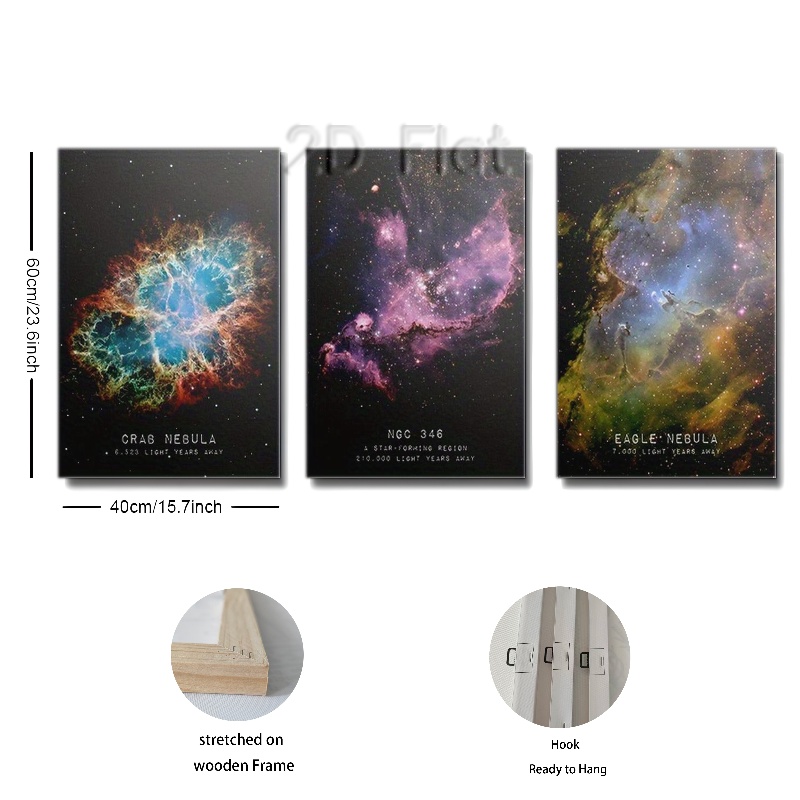 2D Flat
60cm/23.6inch
CRAB NEBULA
6,523 LIGHT YEARS AWAY
NGC 346
A STAR-FORMING REGION
210,000 LIGHT YEARS AWAY
EAGLE NEBULA
7,000 LIGHT YEARS AWAY
40cm/15.7inch
stretched on
wooden Frame
Hook
Ready to Hang